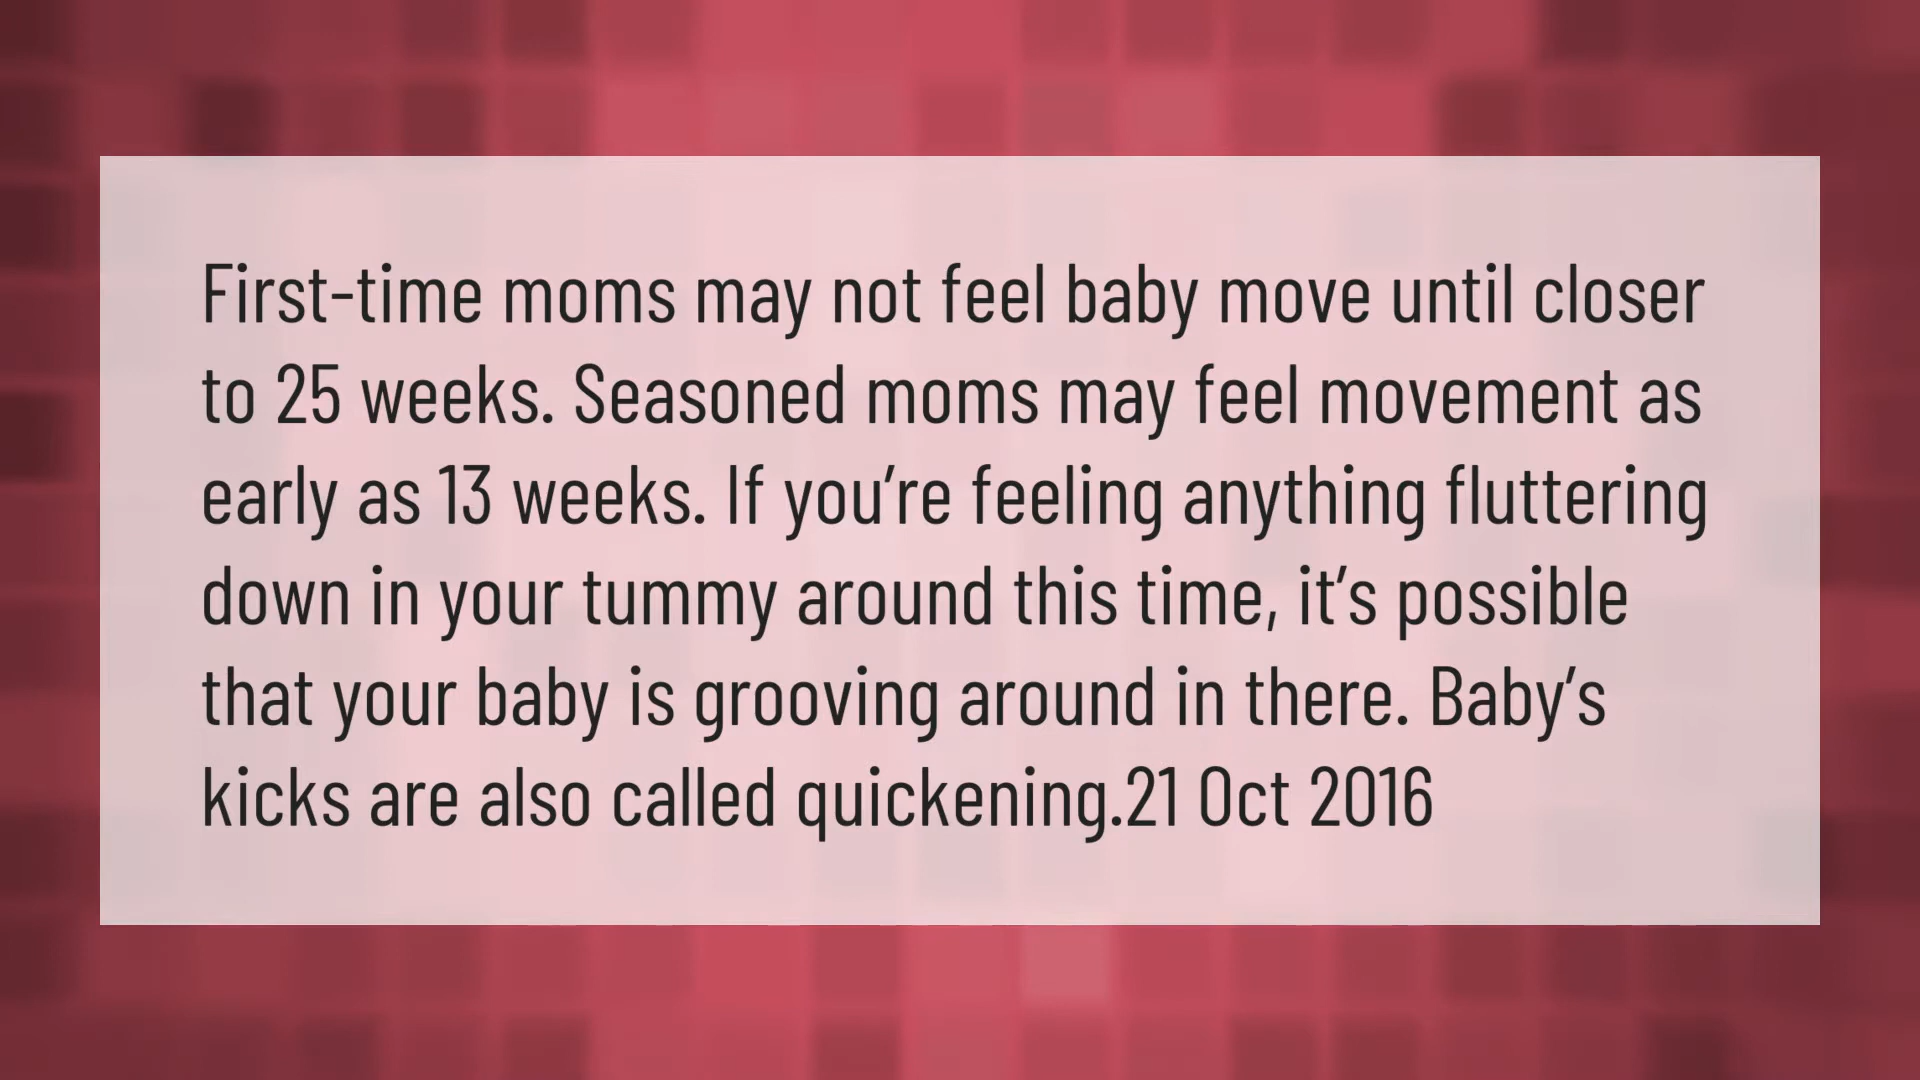 First-time moms may not feel baby move until closer
to 25 weeks. Seasoned moms may feel movement as
early as 13 weeks. If you’re feeling anything fluttering
down in your tummy around this time, it’s possible
that your baby is grooving around in there. Baby’s
kicks are also called quickening.21 Oct 2016